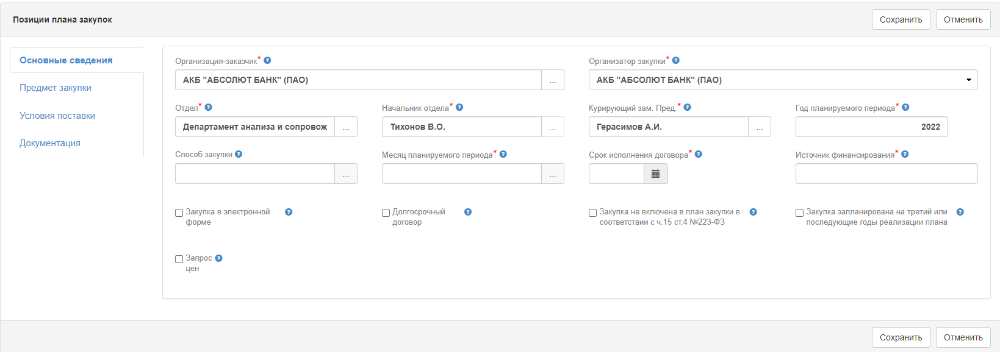 Позиции плана закупок
Сохранить
Отменить
Основные сведения
Предмет закупки
Условия поставки
Документация
Организация-заказчик* ?
АКБ "АБСОЛЮТ БАНК" (ПАО) ...
Организатор закупки* ?
АКБ "АБСОЛЮТ БАНК" (ПАО)
Отдел* ?
Департамент анализа и сопровож ...
Начальник отдела* ?
Тихонов В.О. ...
Курирующий зам. Пред.* ?
Герасимов А.И. ...
Год планируемого периода* ?
2022
Способ закупки ?
...
Месяц планируемого периода* ?
...
Срок исполнения договора* ?
Источник финансирования* ?
Закупка в электронной ?
форме
Долгосрочный ?
договор
Закупка не включена в план закупки в ?
соответствии с ч.15 ст.4 №223-ФЗ
Закупка запланирована на третий или ?
последующие годы реализации плана
Запрос ?
цен
Сохранить
Отменить